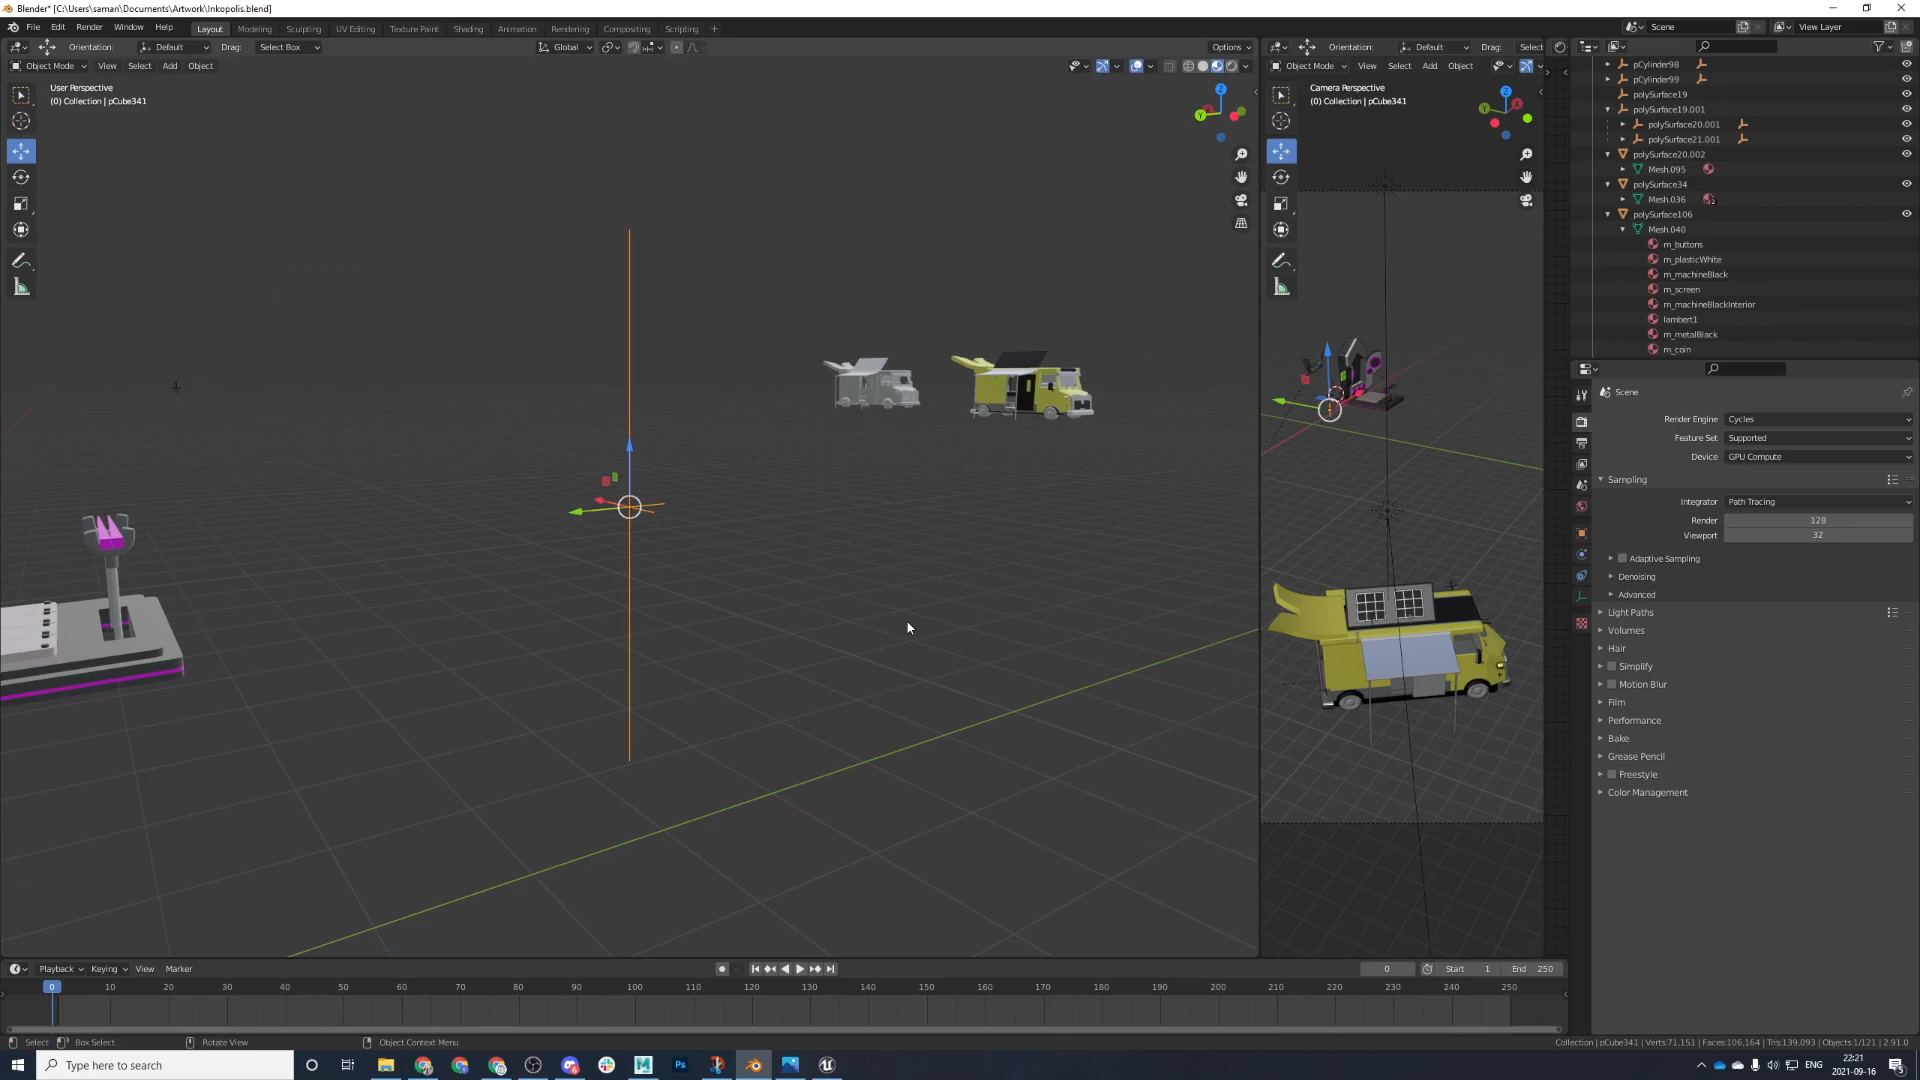 Blender* [C:\Users\saman\Documents\Artwork\Inkopolis.blend]
File Edit Render Window Help Layout Modeling Sculpting UV Editing Texture Paint Shading Animation Rendering Compositing Scripting + Scene View Layer
Orientation: Default Drag: Select Box Global Options Orientation: Default Drag: Select
Object Mode View Select Add Object Object Mode View Select Add Object
User Perspective
(0) Collection | pCube341
Camera Perspective
(0) Collection | pCube341
pCylinder98
pCylinder99
polySurface19
polySurface19.001
polySurface20.001
polySurface21.001
polySurface20.002
Mesh.095
polySurface34
Mesh.036
polySurface106
Mesh.040
m_buttons
m_plasticWhite
m_machineBlack
m_screen
m_machineBlackInterior
lambert1
m_metalBlack
m_coin
Scene
Render Engine Cycles
Feature Set Supported
Device GPU Compute
Sampling
Integrator Path Tracing
Render 128
Viewport 32
Adaptive Sampling
Denoising
Advanced
Light Paths
Volumes
Hair
Simplify
Motion Blur
Film
Performance
Bake
Grease Pencil
Freestyle
Color Management
Playback Keying View Marker 0 Start 1 End 250
0 10 20 30 40 50 60 70 80 90 100 110 120 130 140 150 160 170 180 190 200 210 220 230 240 250
Select Box Select Rotate View Object Context Menu Collection | pCube341 | Verts:71,151 | Faces:106,164 | Tris:139,093 | Objects:1/121 | 2.91.0
Type here to search ENG 22:21
2021-09-16